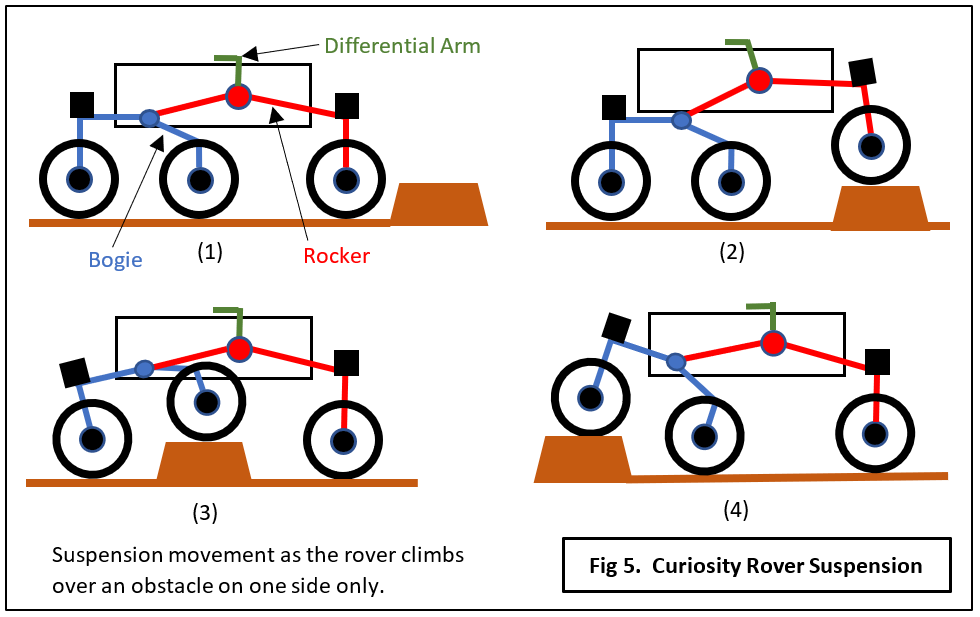 Differential Arm
Bogie
(1)
Rocker
(2)
(3)
(4)
Suspension movement as the rover climbs
over an obstacle on one side only.
Fig 5. Curiosity Rover Suspension